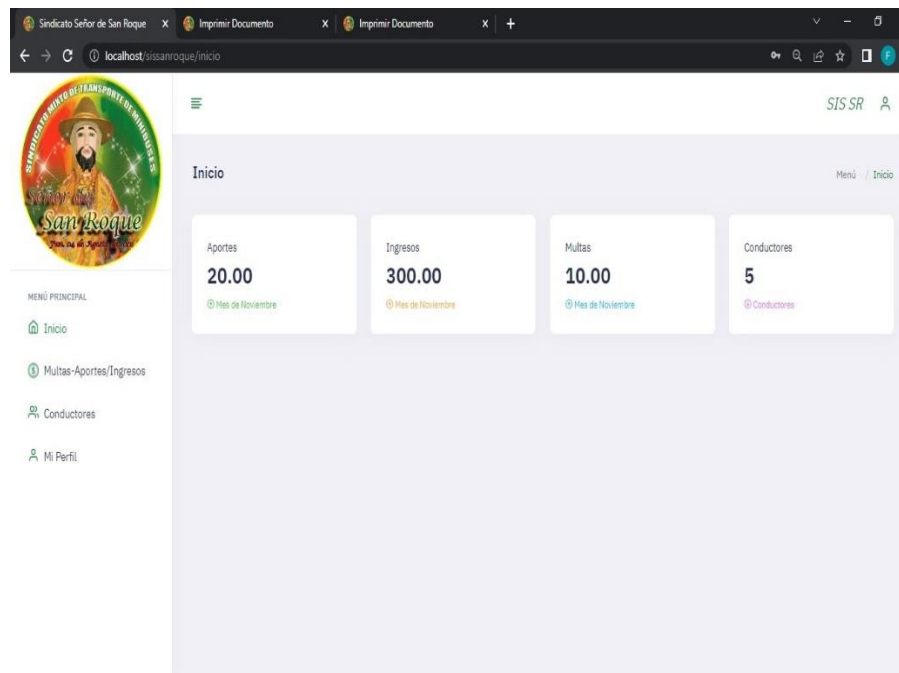 Sindicato Señor de San Roque
Imprimir Documento
Imprimir Documento
localhost/sissanroque/inicio
F
SINDICATO MIXTO DE TRANSPORTE DE MINIBUSES
Señor de
San Roque
SIS SR
Inicio
Menú / Inicio
Aportes
20.00
Mes de Noviembre
Ingresos
300.00
Mes de Noviembre
Multas
10.00
Mes de Noviembre
Conductores
5
Conductores
MENÚ PRINCIPAL
Inicio
Multas-Aportes/Ingresos
Conductores
Mi Perfil